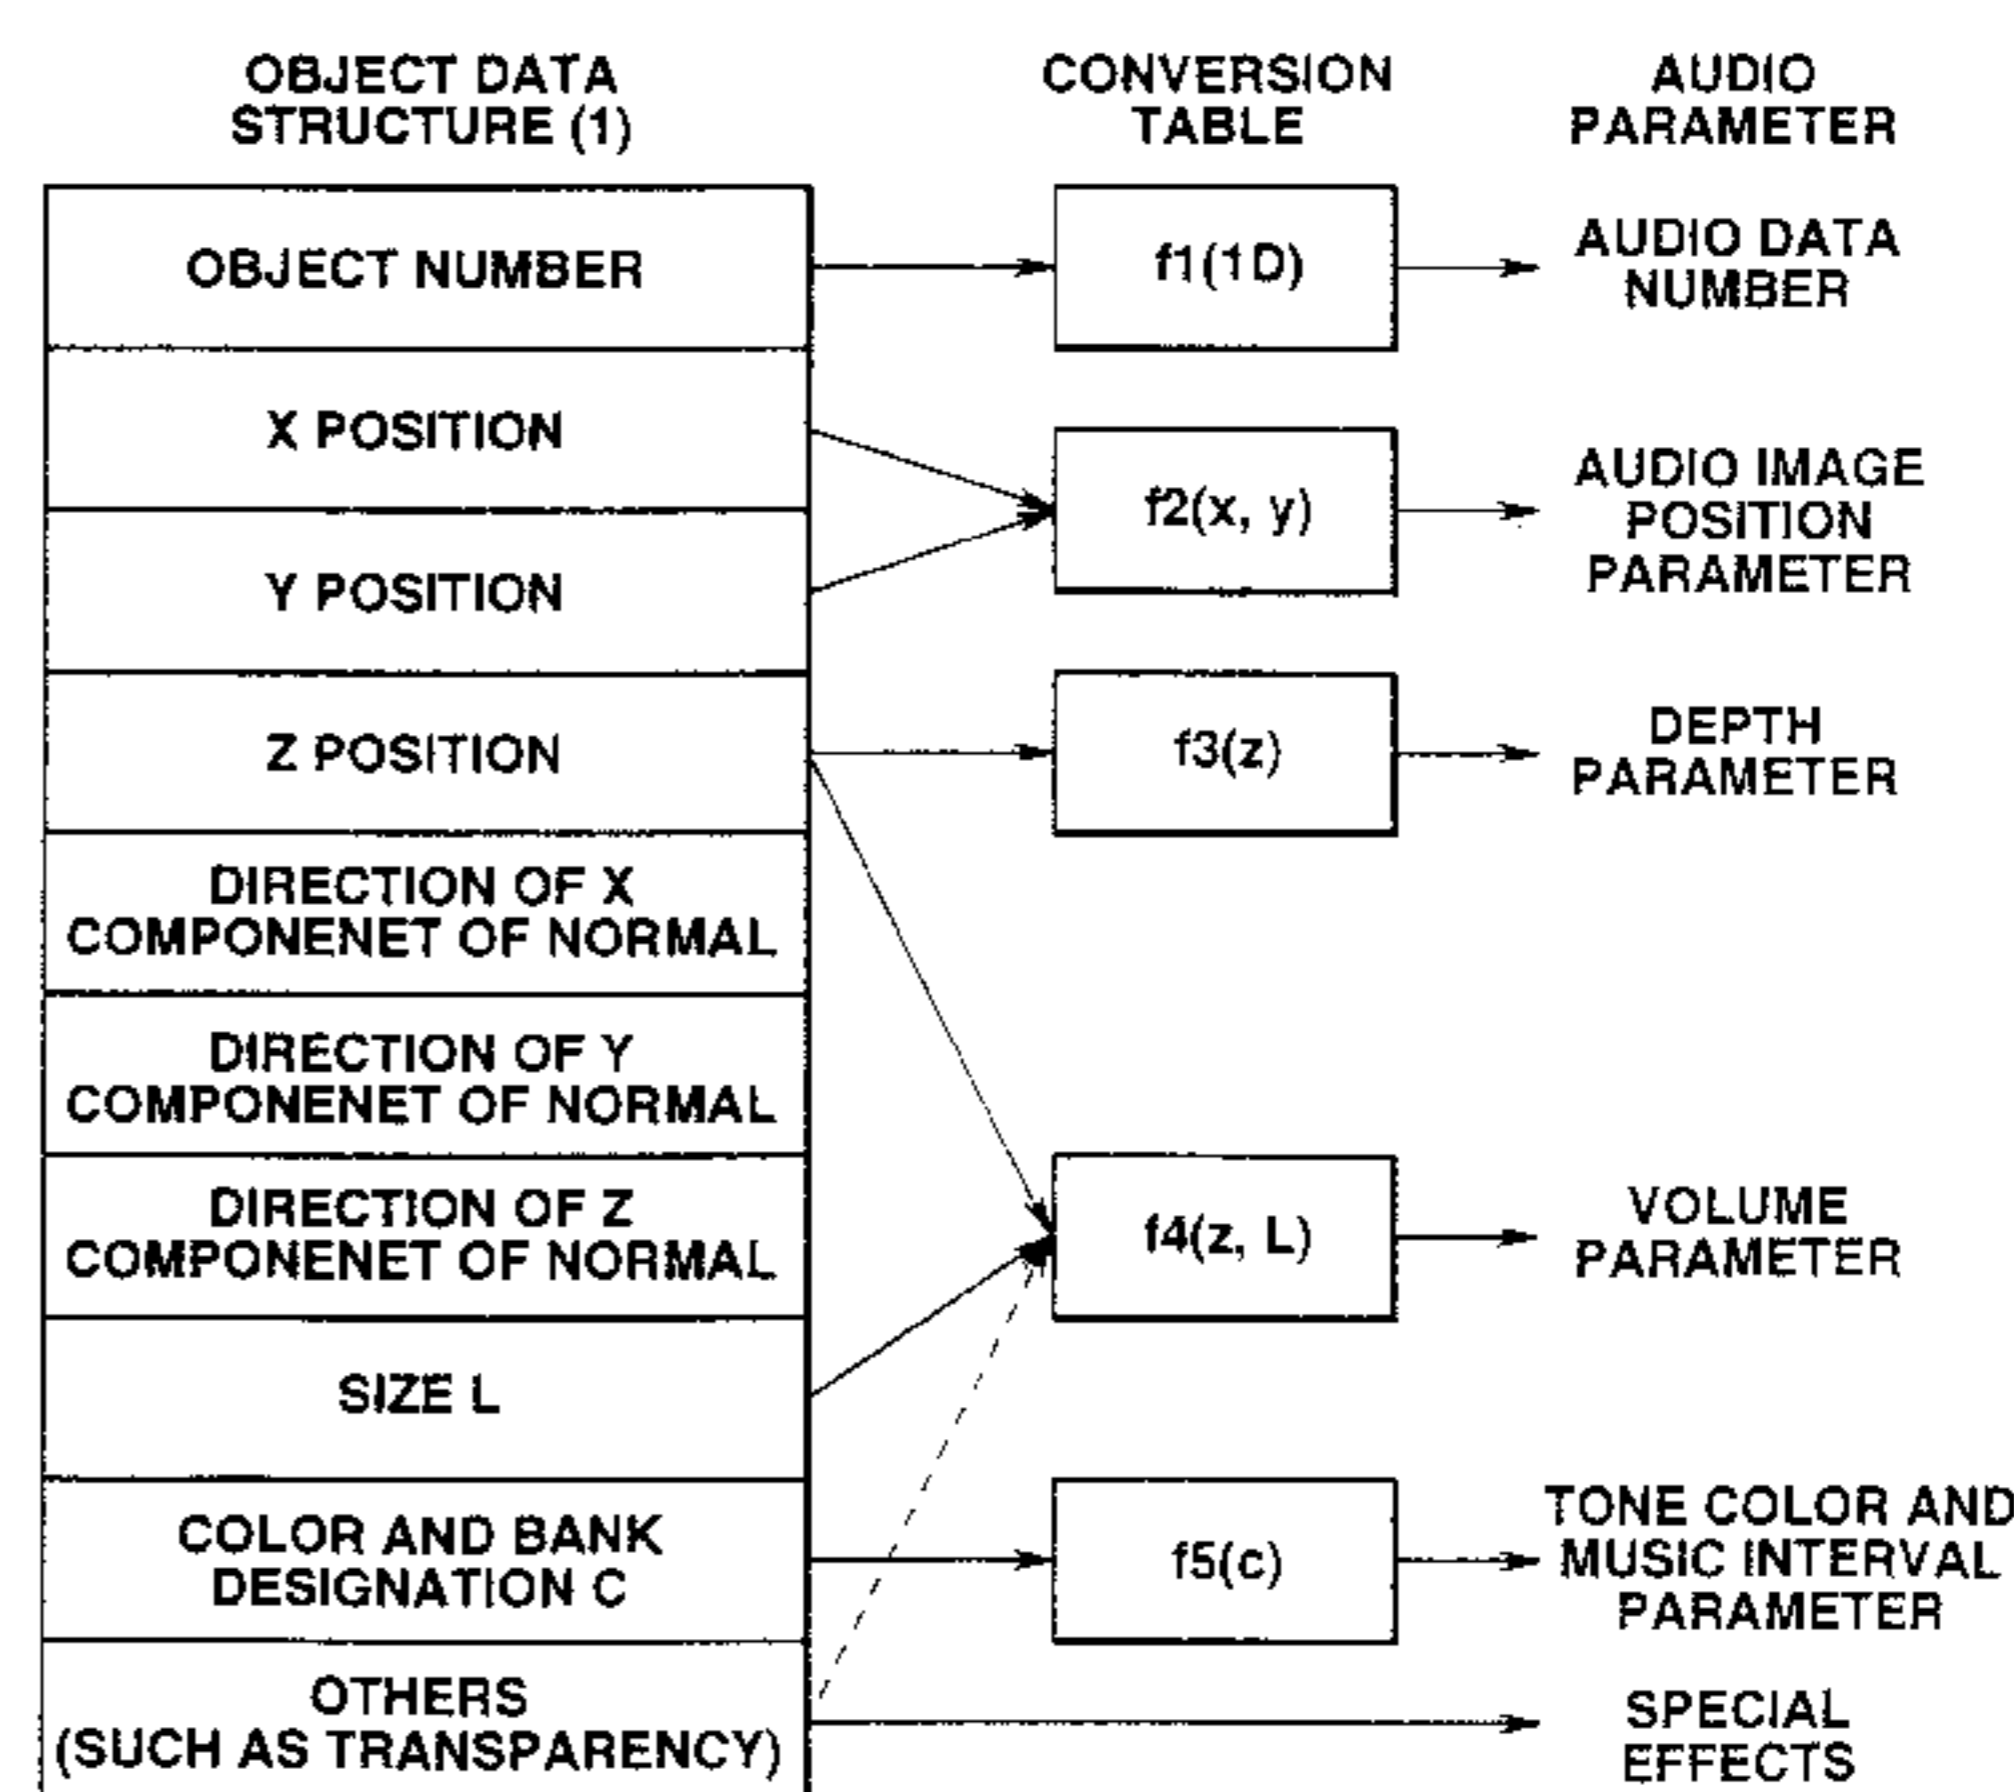 OBJECT DATA
STRUCTURE (1)
CONVERSION
TABLE
AUDIO
PARAMETER
OBJECT NUMBER
f1(1D)
AUDIO DATA
NUMBER
X POSITION
Y POSITION
f2(x, y)
AUDIO IMAGE
POSITION
PARAMETER
Z POSITION
f3(z)
DEPTH
PARAMETER
DIRECTION OF X
COMPONENET OF NORMAL
DIRECTION OF Y
COMPONENET OF NORMAL
DIRECTION OF Z
COMPONENET OF NORMAL
f4(z, L)
VOLUME
PARAMETER
SIZE L
COLOR AND BANK
DESIGNATION C
f5(c)
TONE COLOR AND
MUSIC INTERVAL
PARAMETER
OTHERS
(SUCH AS TRANSPARENCY)
SPECIAL
EFFECTS